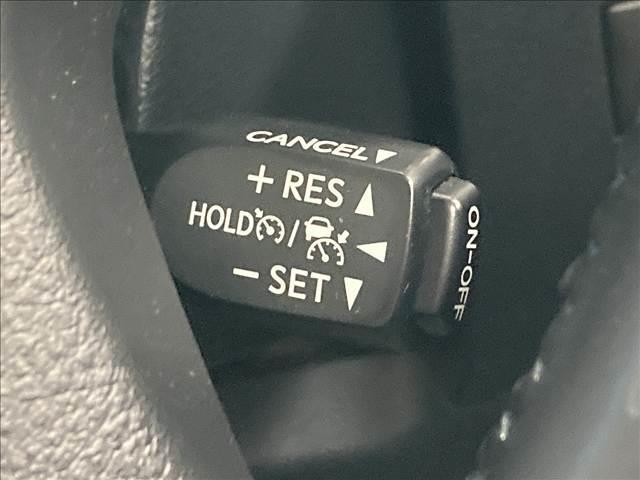 CANCEL▼
+ RES ▲
HOLD / ◀
− SET ▼
ON-OFF